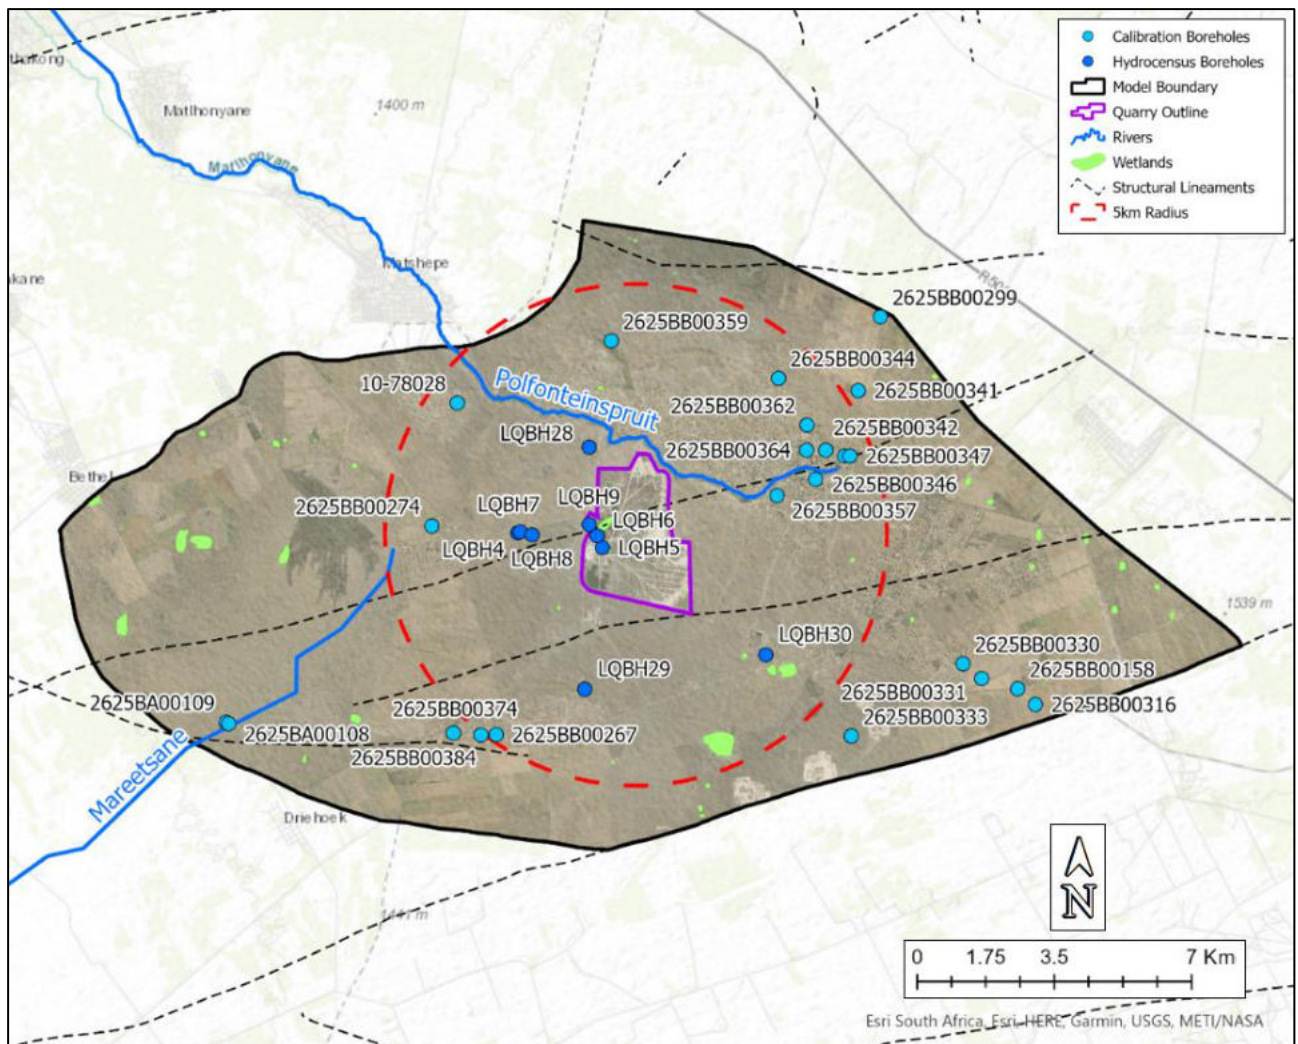 Calibration Boreholes
Hydrocensus Boreholes
Model Boundary
Quarry Outline
Rivers
Wetlands
Structural Lineaments
5km Radius
Matlhonyane
1400 m
Matlhonyane
akane
Matshepe
2625BB00299
2625BB00359
2625BB00344
10-78028
Polfonteinspruit
2625BB00341
2625BB00362
2625BB00342
LQBH28
2625BB00364
2625BB00347
Bethel
2625BB00346
2625BB00274
LQBH7
LQBH9
2625BB00357
LQBH6
LQBH4
LQBH8
LQBH5
1539 m
LQBH30
2625BB00330
LQBH29
2625BB00158
2625BB00331
2625BA00109
2625BB00374
2625BB00316
2625BA00108
2625BB00267
2625BB00333
2625BB00384
Mareetsane
Driehoek
1441 m
N
0 1.75 3.5 7 Km
Esri South Africa, Esri, HERE, Garmin, USGS, METI/NASA